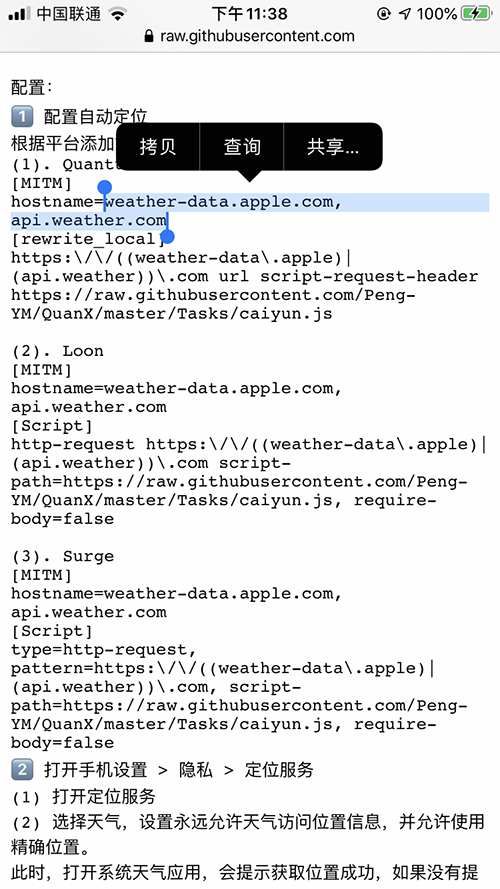 中国联通 下午11:38 100%
raw.githubusercontent.com
配置：
1 配置自动定位
根据平台添加
拷贝 查询 共享...
(1). Quant
[MITM]
hostname=weather-data.apple.com,
api.weather.com
[rewrite_local]
https:\/\/((weather-data\.apple)|
(api.weather))\.com url script-request-header
https://raw.githubusercontent.com/Peng-
YM/QuanX/master/Tasks/caiyun.js
(2). Loon
[MITM]
hostname=weather-data.apple.com,
api.weather.com
[Script]
http-request https:\/\/((weather-data\.apple)|
(api.weather))\.com script-
path=https://raw.githubusercontent.com/Peng-
YM/QuanX/master/Tasks/caiyun.js, require-
body=false
(3). Surge
[MITM]
hostname=weather-data.apple.com,
api.weather.com
[Script]
type=http-request,
pattern=https:\/\/((weather-data\.apple)|
(api.weather))\.com, script-
path=https://raw.githubusercontent.com/Peng-
YM/QuanX/master/Tasks/caiyun.js, require-
body=false
2 打开手机设置 > 隐私 > 定位服务
(1) 打开定位服务
(2) 选择天气，设置永远允许天气访问位置信息，并允许使用
精确位置。
此时，打开系统天气应用，会提示获取位置成功，如果没有提